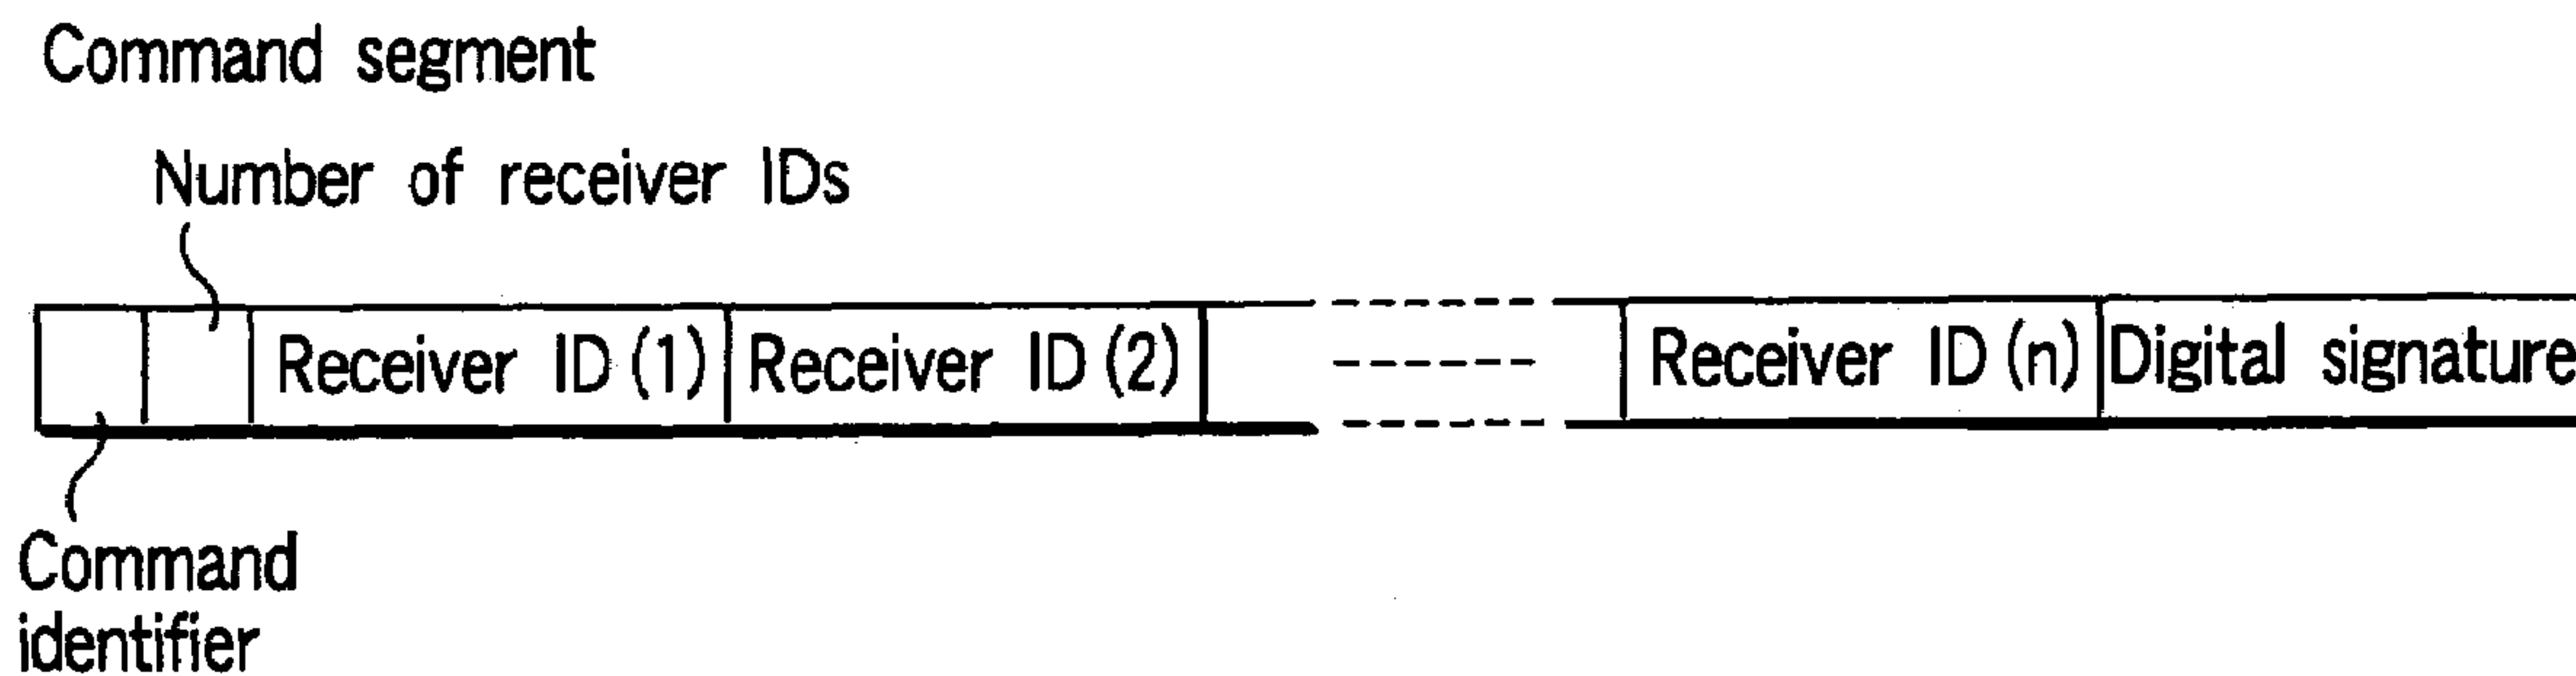 Command segment
Number of receiver IDs
Receiver ID (1) Receiver ID (2) Receiver ID (n) Digital signature
Command
identifier